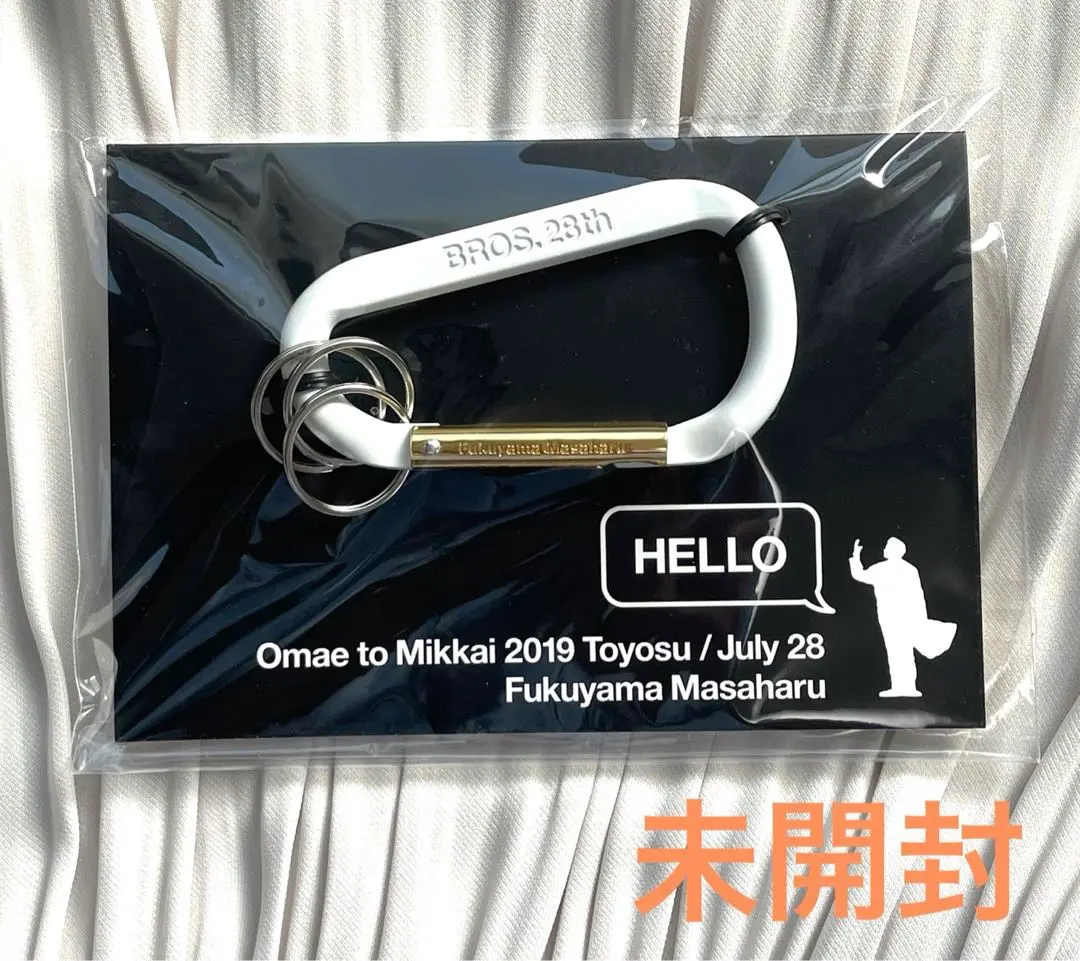 BROS. 28th
Fukuyama Masaharu
HELLO
Omae to Mikkai 2019 Toyosu / July 28
Fukuyama Masaharu
未開封